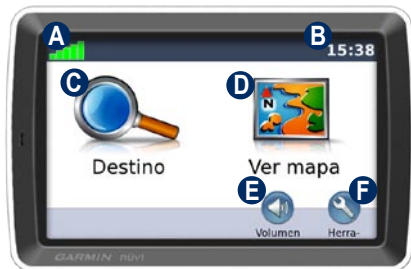 A
B
15:38
C
D
N
Destino
Ver mapa
E
F
Volumen
Herra-
GARMIN nüvi